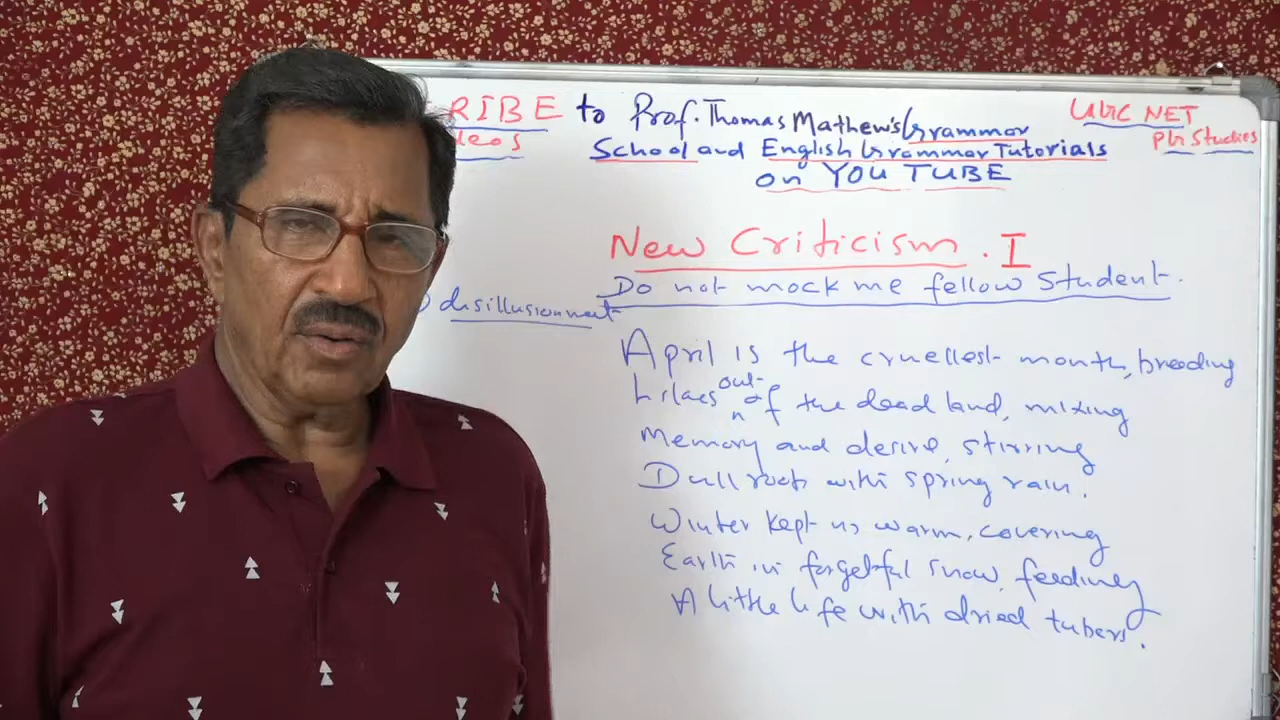 RIBE to Prof. Thomas Mathew's Grammar
deos School and English Grammar Tutorials
on YOU TUBE
UGC NET
PG Studies
New Criticism. I
Do not mock me fellow Student.
disillusionment
April is the cruellest month, breeding
Lilacs out of the dead land, mixing
Memory and desire, stirring
Dull roots with spring rain.
Winter kept us warm, covering
Earth in forgetful snow, feeding
A little life with dried tubers.